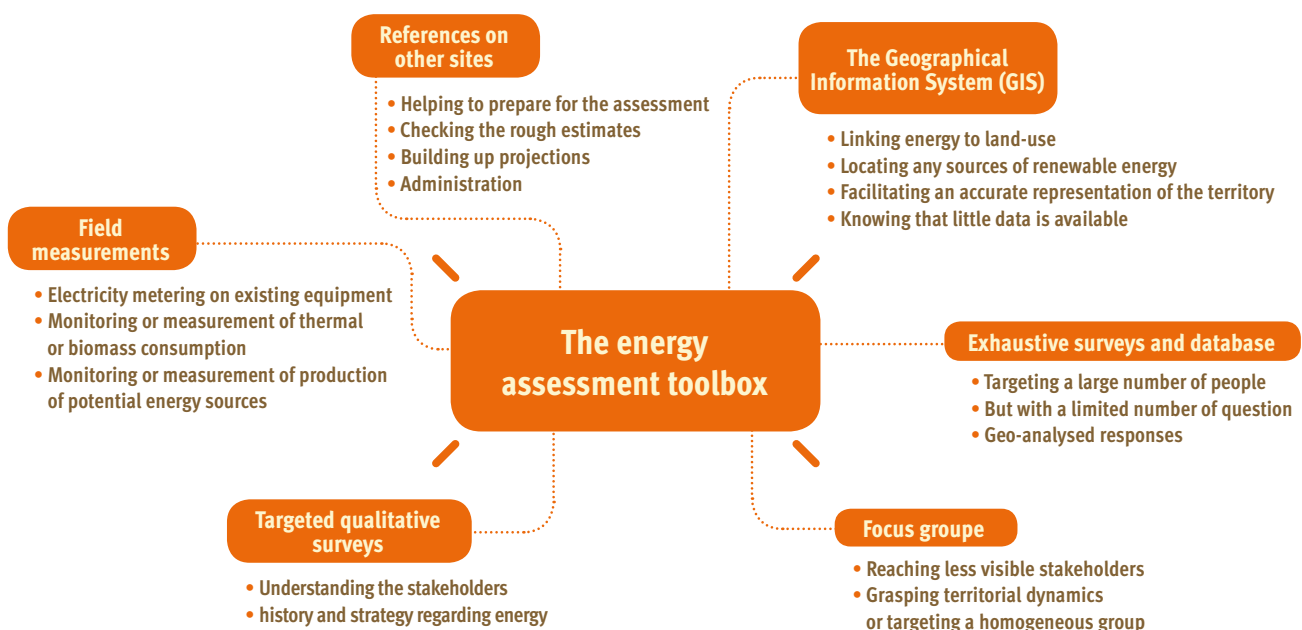 References on
other sites
• Helping to prepare for the assessment
• Checking the rough estimates
• Building up projections
• Administration
The Geographical
Information System (GIS)
• Linking energy to land-use
• Locating any sources of renewable energy
• Facilitating an accurate representation of the territory
• Knowing that little data is available
Field
measurements
• Electricity metering on existing equipment
• Monitoring or measurement of thermal
or biomass consumption
• Monitoring or measurement of production
of potential energy sources
The energy
assessment toolbox
Exhaustive surveys and database
• Targeting a large number of people
• But with a limited number of question
• Geo-analysed responses
Targeted qualitative
surveys
• Understanding the stakeholders
• history and strategy regarding energy
Focus groupe
• Reaching less visible stakeholders
• Grasping territorial dynamics
or targeting a homogeneous group